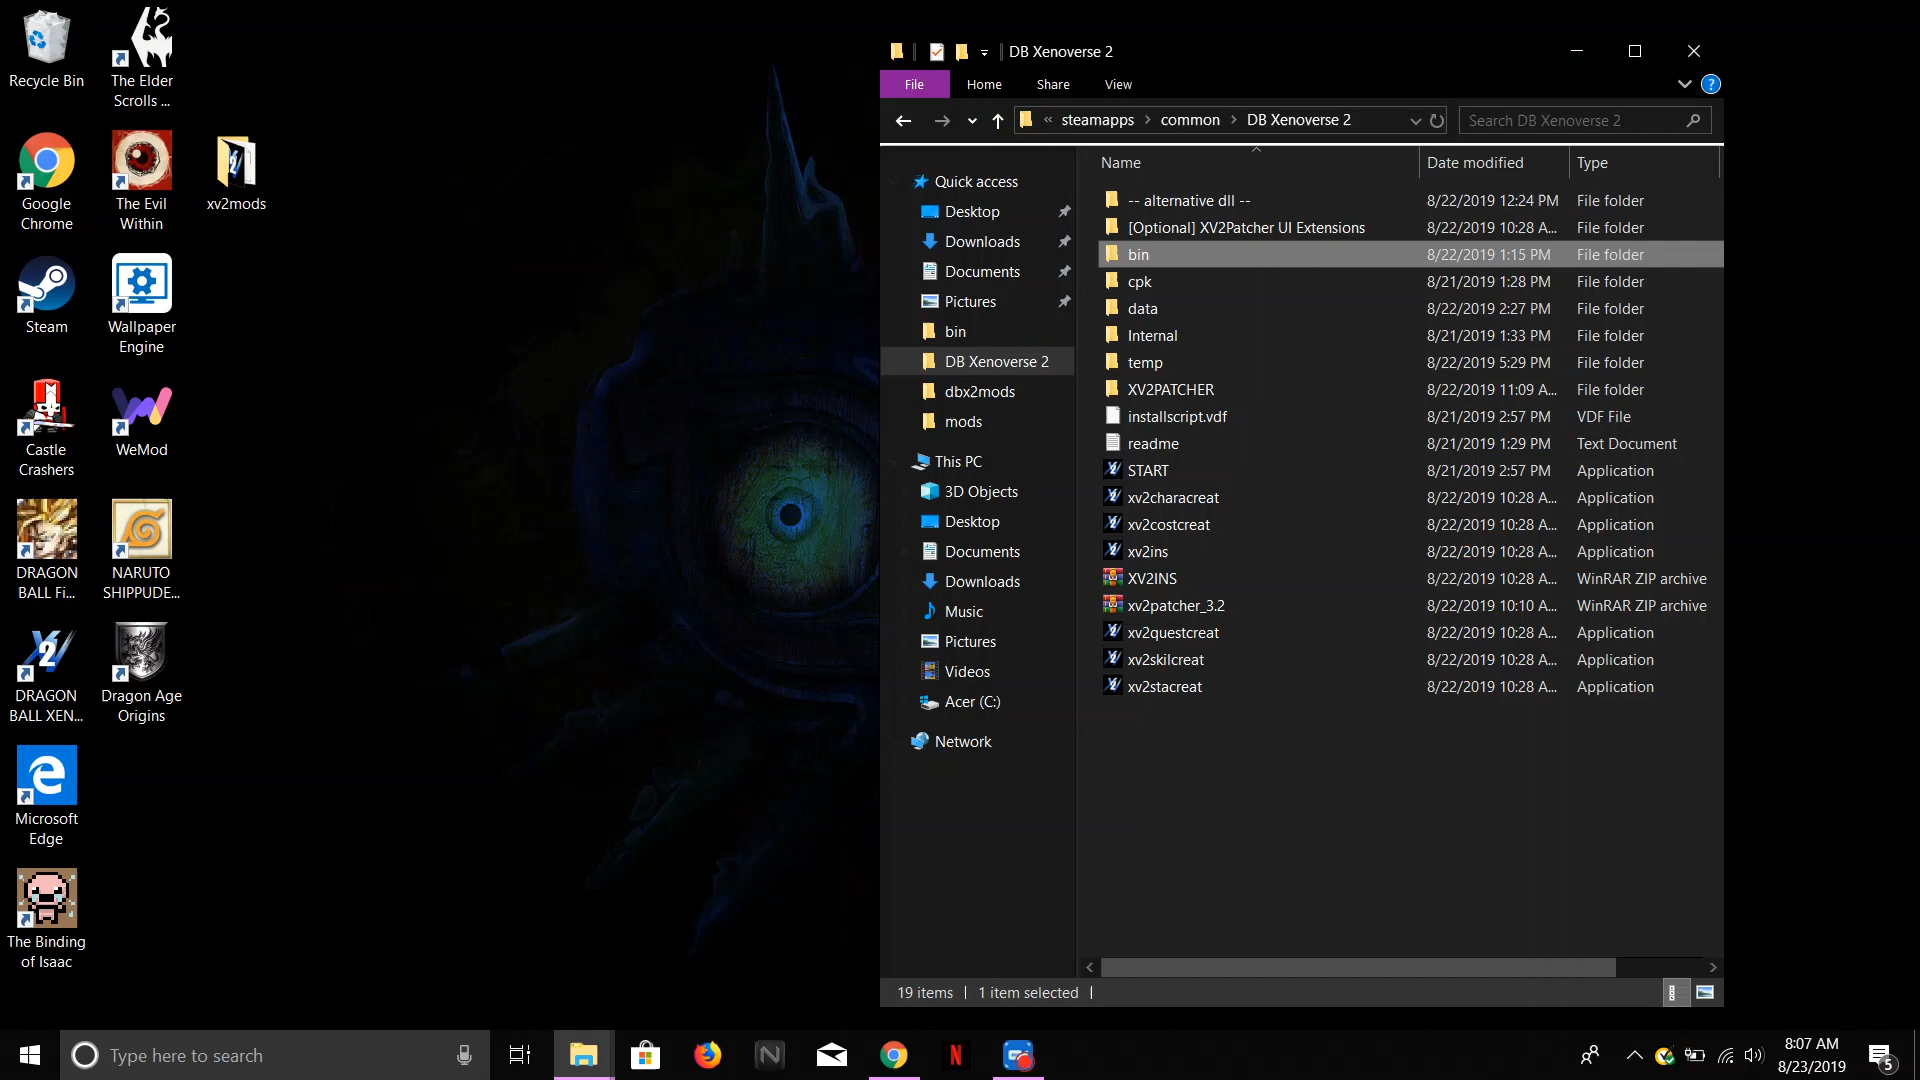 Recycle Bin
The Elder
Scrolls ...
Google
Chrome
The Evil
Within
xv2mods
Steam
Wallpaper
Engine
Castle
Crashers
WeMod
DRAGON
BALL Fi...
NARUTO
SHIPPUDE...
DRAGON
BALL XEN...
Dragon Age
Origins
Microsoft
Edge
The Binding
of Isaac
DB Xenoverse 2
File Home Share View
« steamapps > common > DB Xenoverse 2
Search DB Xenoverse 2
Quick access
Desktop
Downloads
Documents
Pictures
bin
DB Xenoverse 2
dbx2mods
mods
This PC
3D Objects
Desktop
Documents
Downloads
Music
Pictures
Videos
Acer (C:)
Network
Name Date modified Type
-- alternative dll -- 8/22/2019 12:24 PM File folder
[Optional] XV2Patcher UI Extensions 8/22/2019 10:28 A... File folder
bin 8/22/2019 1:15 PM File folder
cpk 8/21/2019 1:28 PM File folder
data 8/22/2019 2:27 PM File folder
Internal 8/21/2019 1:33 PM File folder
temp 8/22/2019 5:29 PM File folder
XV2PATCHER 8/22/2019 11:09 A... File folder
installscript.vdf 8/21/2019 2:57 PM VDF File
readme 8/21/2019 1:29 PM Text Document
START 8/21/2019 2:57 PM Application
xv2characreat 8/22/2019 10:28 A... Application
xv2costcreat 8/22/2019 10:28 A... Application
xv2ins 8/22/2019 10:28 A... Application
XV2INS 8/22/2019 10:28 A... WinRAR ZIP archive
xv2patcher_3.2 8/22/2019 10:10 A... WinRAR ZIP archive
xv2questcreat 8/22/2019 10:28 A... Application
xv2skilcreat 8/22/2019 10:28 A... Application
xv2stacreat 8/22/2019 10:28 A... Application
19 items 1 item selected
Type here to search
8:07 AM
8/23/2019
5